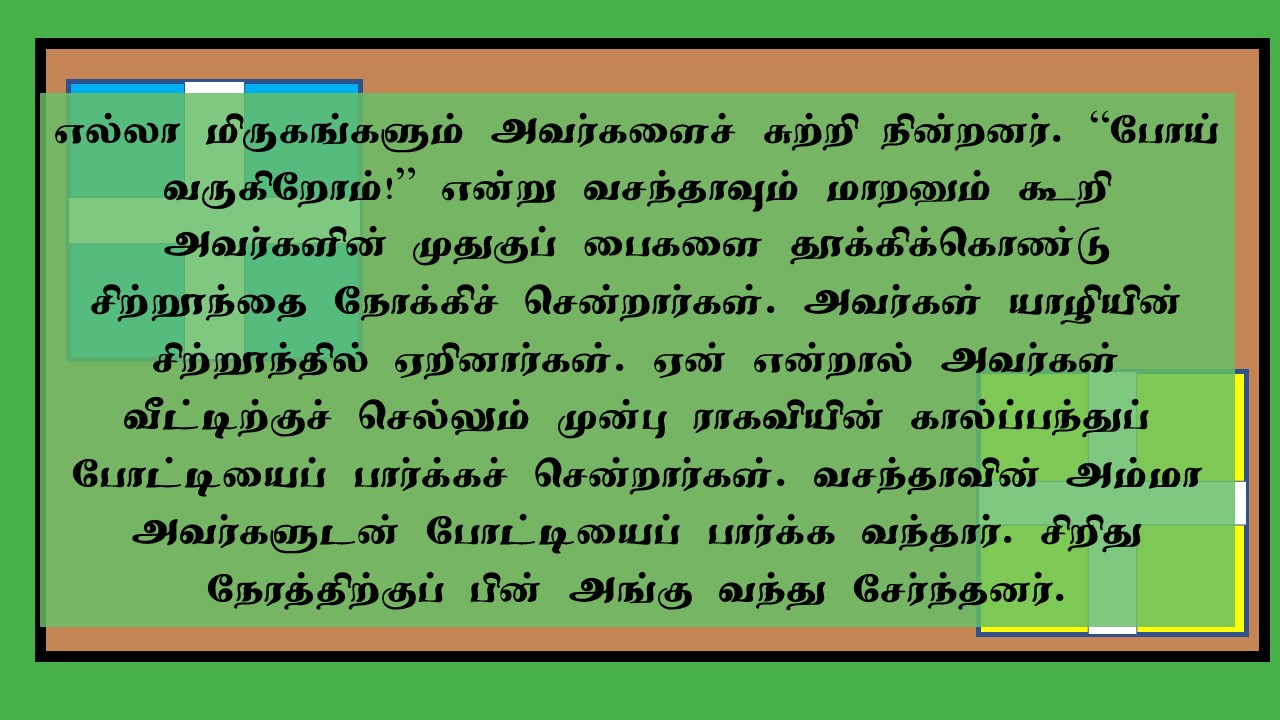 எல்லா மிருகங்களும் அவர்களைச் சுற்றி நின்றனர். “போய்
வருகிறோம்!” என்று வசந்தாவும் மாறனும் கூறி
அவர்களின் முதுகுப் பைகளை தூக்கிக்கொண்டு
சிற்றூந்தை நோக்கிச் சென்றார்கள். அவர்கள் யாழியின்
சிற்றூந்தில் ஏறினார்கள். ஏன் என்றால் அவர்கள்
வீட்டிற்குச் செல்லும் முன்பு ராகவியின் கால்ப்பந்துப்
போட்டியைப் பார்க்கச் சென்றார்கள். வசந்தாவின் அம்மா
அவர்களுடன் போட்டியைப் பார்க்க வந்தார். சிறிது
நேரத்திற்குப் பின் அங்கு வந்து சேர்ந்தனர்.